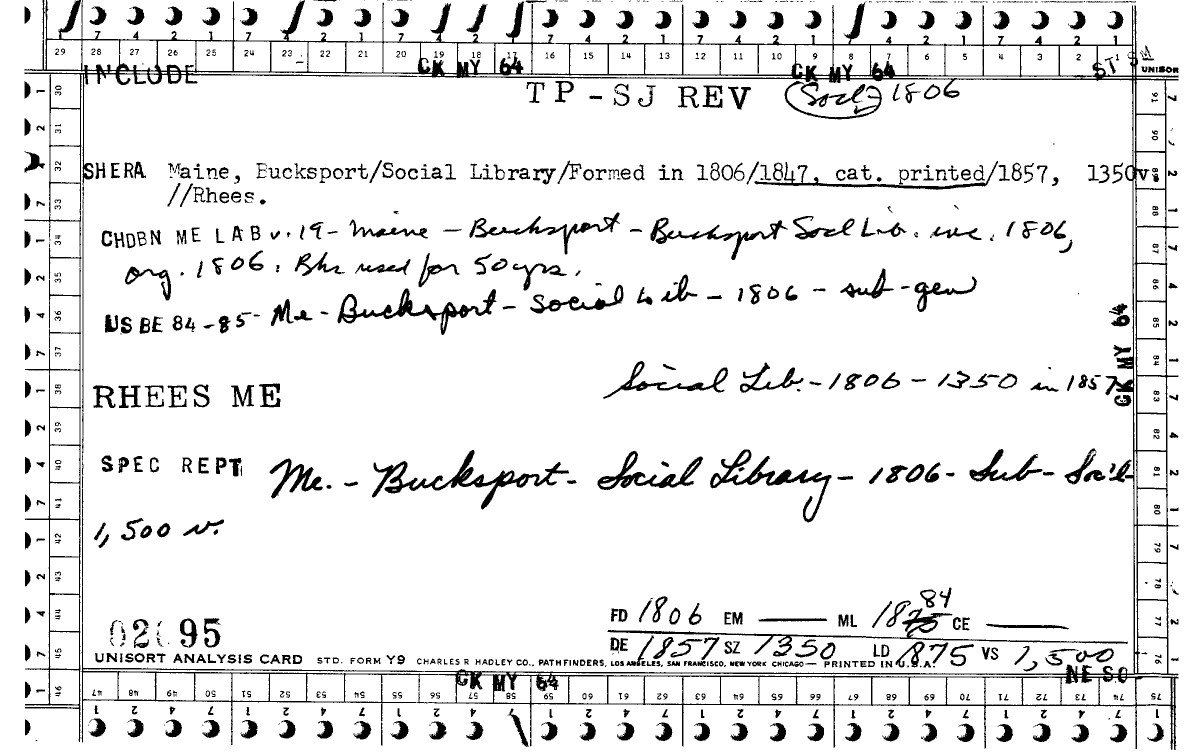 7 4 2 1 7 4 2 1 7 4 2 1 7 4 2 1 7 4 2 1 7 4 2 1 7 4 2 1
29 28 27 26 25 24 23 22 21 20 19 18 17 16 15 14 13 12 11 10 9 8 7 6 5 4 3 2 1
INCLUDE CK MY 64 CK MY 64 ST S M UNISOR
TP-SJ REV Socl 1806
SHERA Maine, Bucksport/Social Library/Formed in 1806/1847, cat. printed/1857, 1350v.
//Rhees.
CHDBN ME LAB v. 19 - Maine - Bucksport - Bucksport Socl Lib. inc. 1806,
org. 1806. Bks used for 50 yrs.
US BE 84-85 - Me - Bucksport - Social Lib - 1806 - sub - gen
CK MY 64
RHEES ME Social Lib. - 1806 - 1350 in 1857
SPEC REPT Me. - Bucksport - Social Library - 1806 - Sub - Soc'l -
1,500 v.
02095
FD 1806 EM — ML 1875 84 CE —
DE 1857 SZ 1350 LD 1875 VS 1,500
UNISORT ANALYSIS CARD STD. FORM Y9 CHARLES R HADLEY CO., PATHFINDERS, LOS ANGELES, SAN FRANCISCO, NEW YORK CHICAGO — PRINTED IN U.S.A.
CK MY 64 NE SO
46 47 48 49 50 51 52 53 54 55 56 57 58 59 60 61 62 63 64 65 66 67 68 69 70 71 72 73 74 75
1 2 4 7 1 2 4 7 1 2 4 7 1 2 4 7 1 2 4 7 1 2 4 7 1 2 4 7
30 31 32 33 34 35 36 37 38 39 40 41 42 43 44 45
91 90 89 88 87 86 85 84 83 82 81 80 79 78 77 76